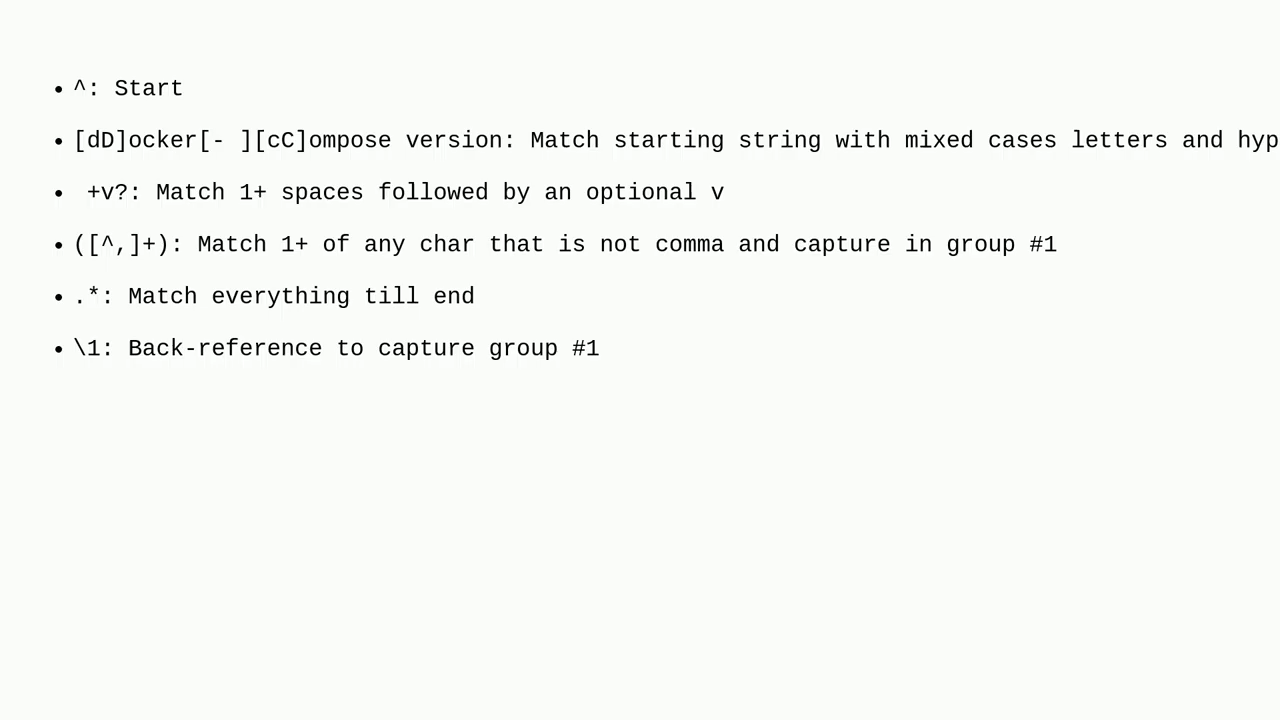 • ^: Start
• [dD]ocker[- ][cC]ompose version: Match starting string with mixed cases letters and
•  +v?: Match 1+ spaces followed by an optional v
• ([^,]+): Match 1+ of any char that is not comma and capture in group #1
• .*: Match everything till end
• \1: Back-reference to capture group #1